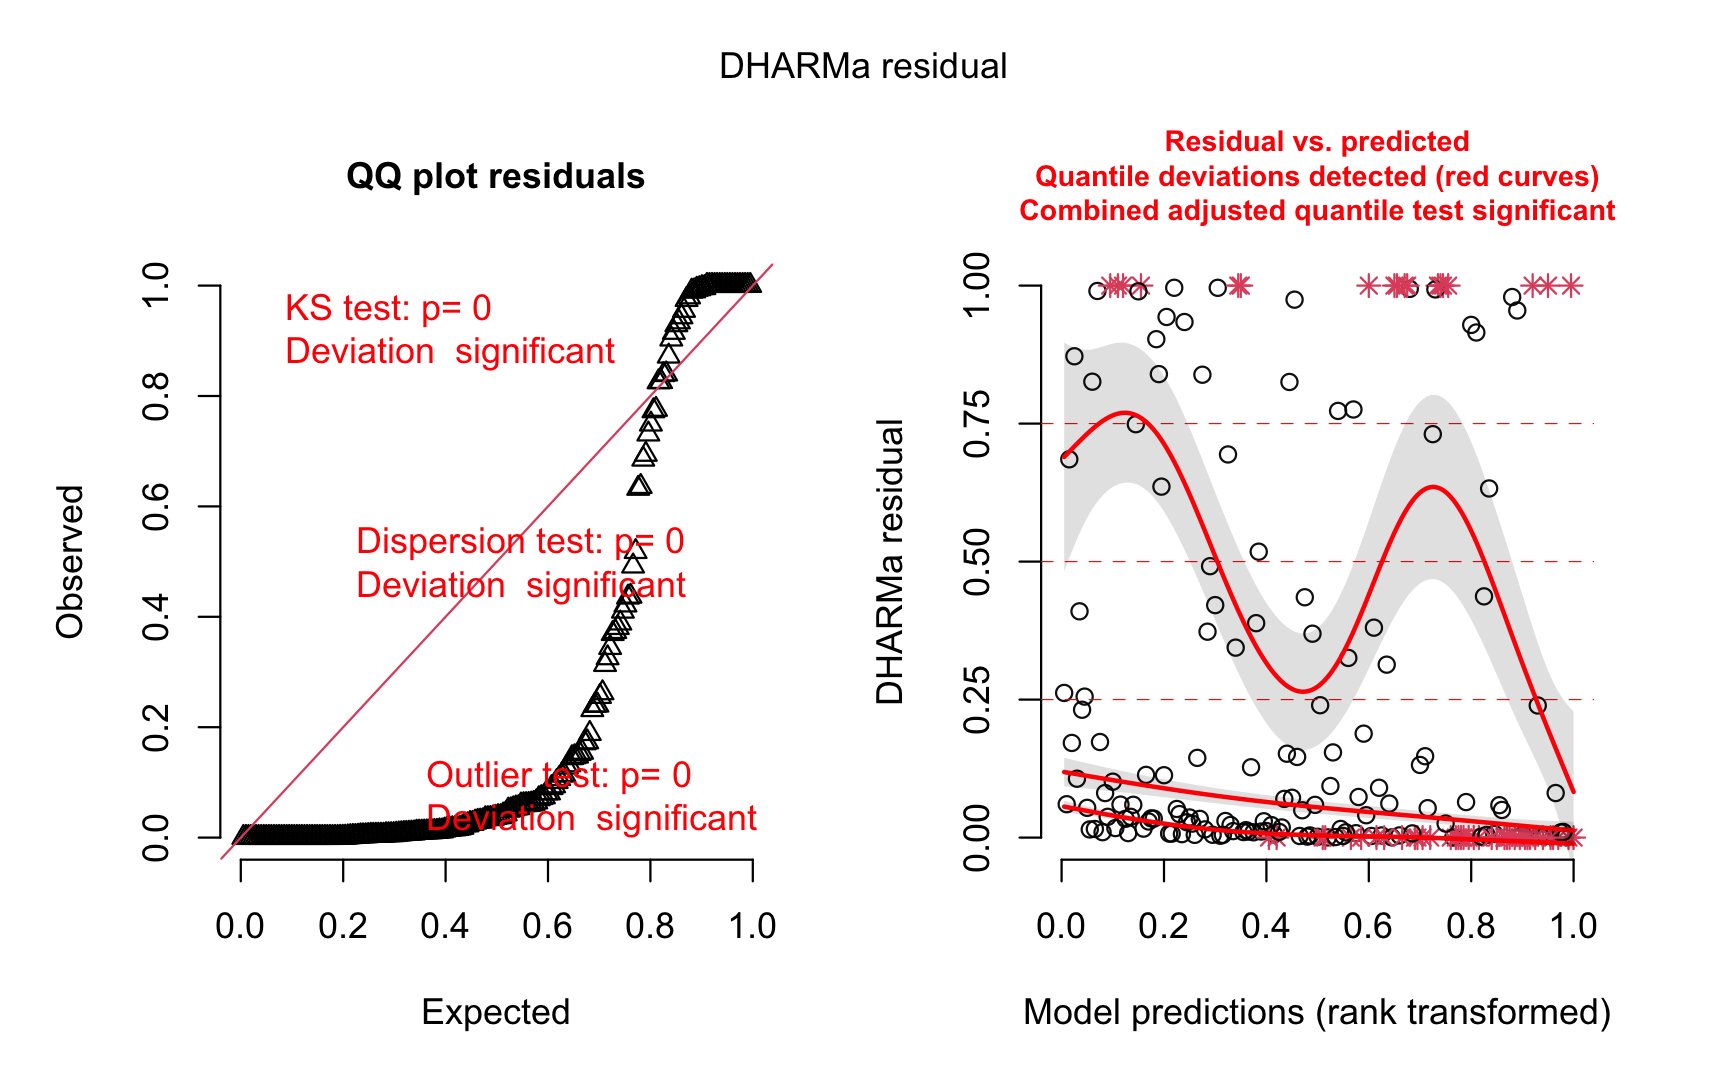 DHARMa residual
QQ plot residuals
KS test: p= 0
Deviation  significant
Dispersion test: p= 0
Deviation  significant
Outlier test: p= 0
Deviation  significant
Observed
0.0
0.2
0.4
0.6
0.8
1.0
0.0 0.2 0.4 0.6 0.8 1.0
Expected
Residual vs. predicted
Quantile deviations detected (red curves)
Combined adjusted quantile test significant
DHARMa residual
0.00
0.25
0.50
0.75
1.00
0.0 0.2 0.4 0.6 0.8 1.0
Model predictions (rank transformed)